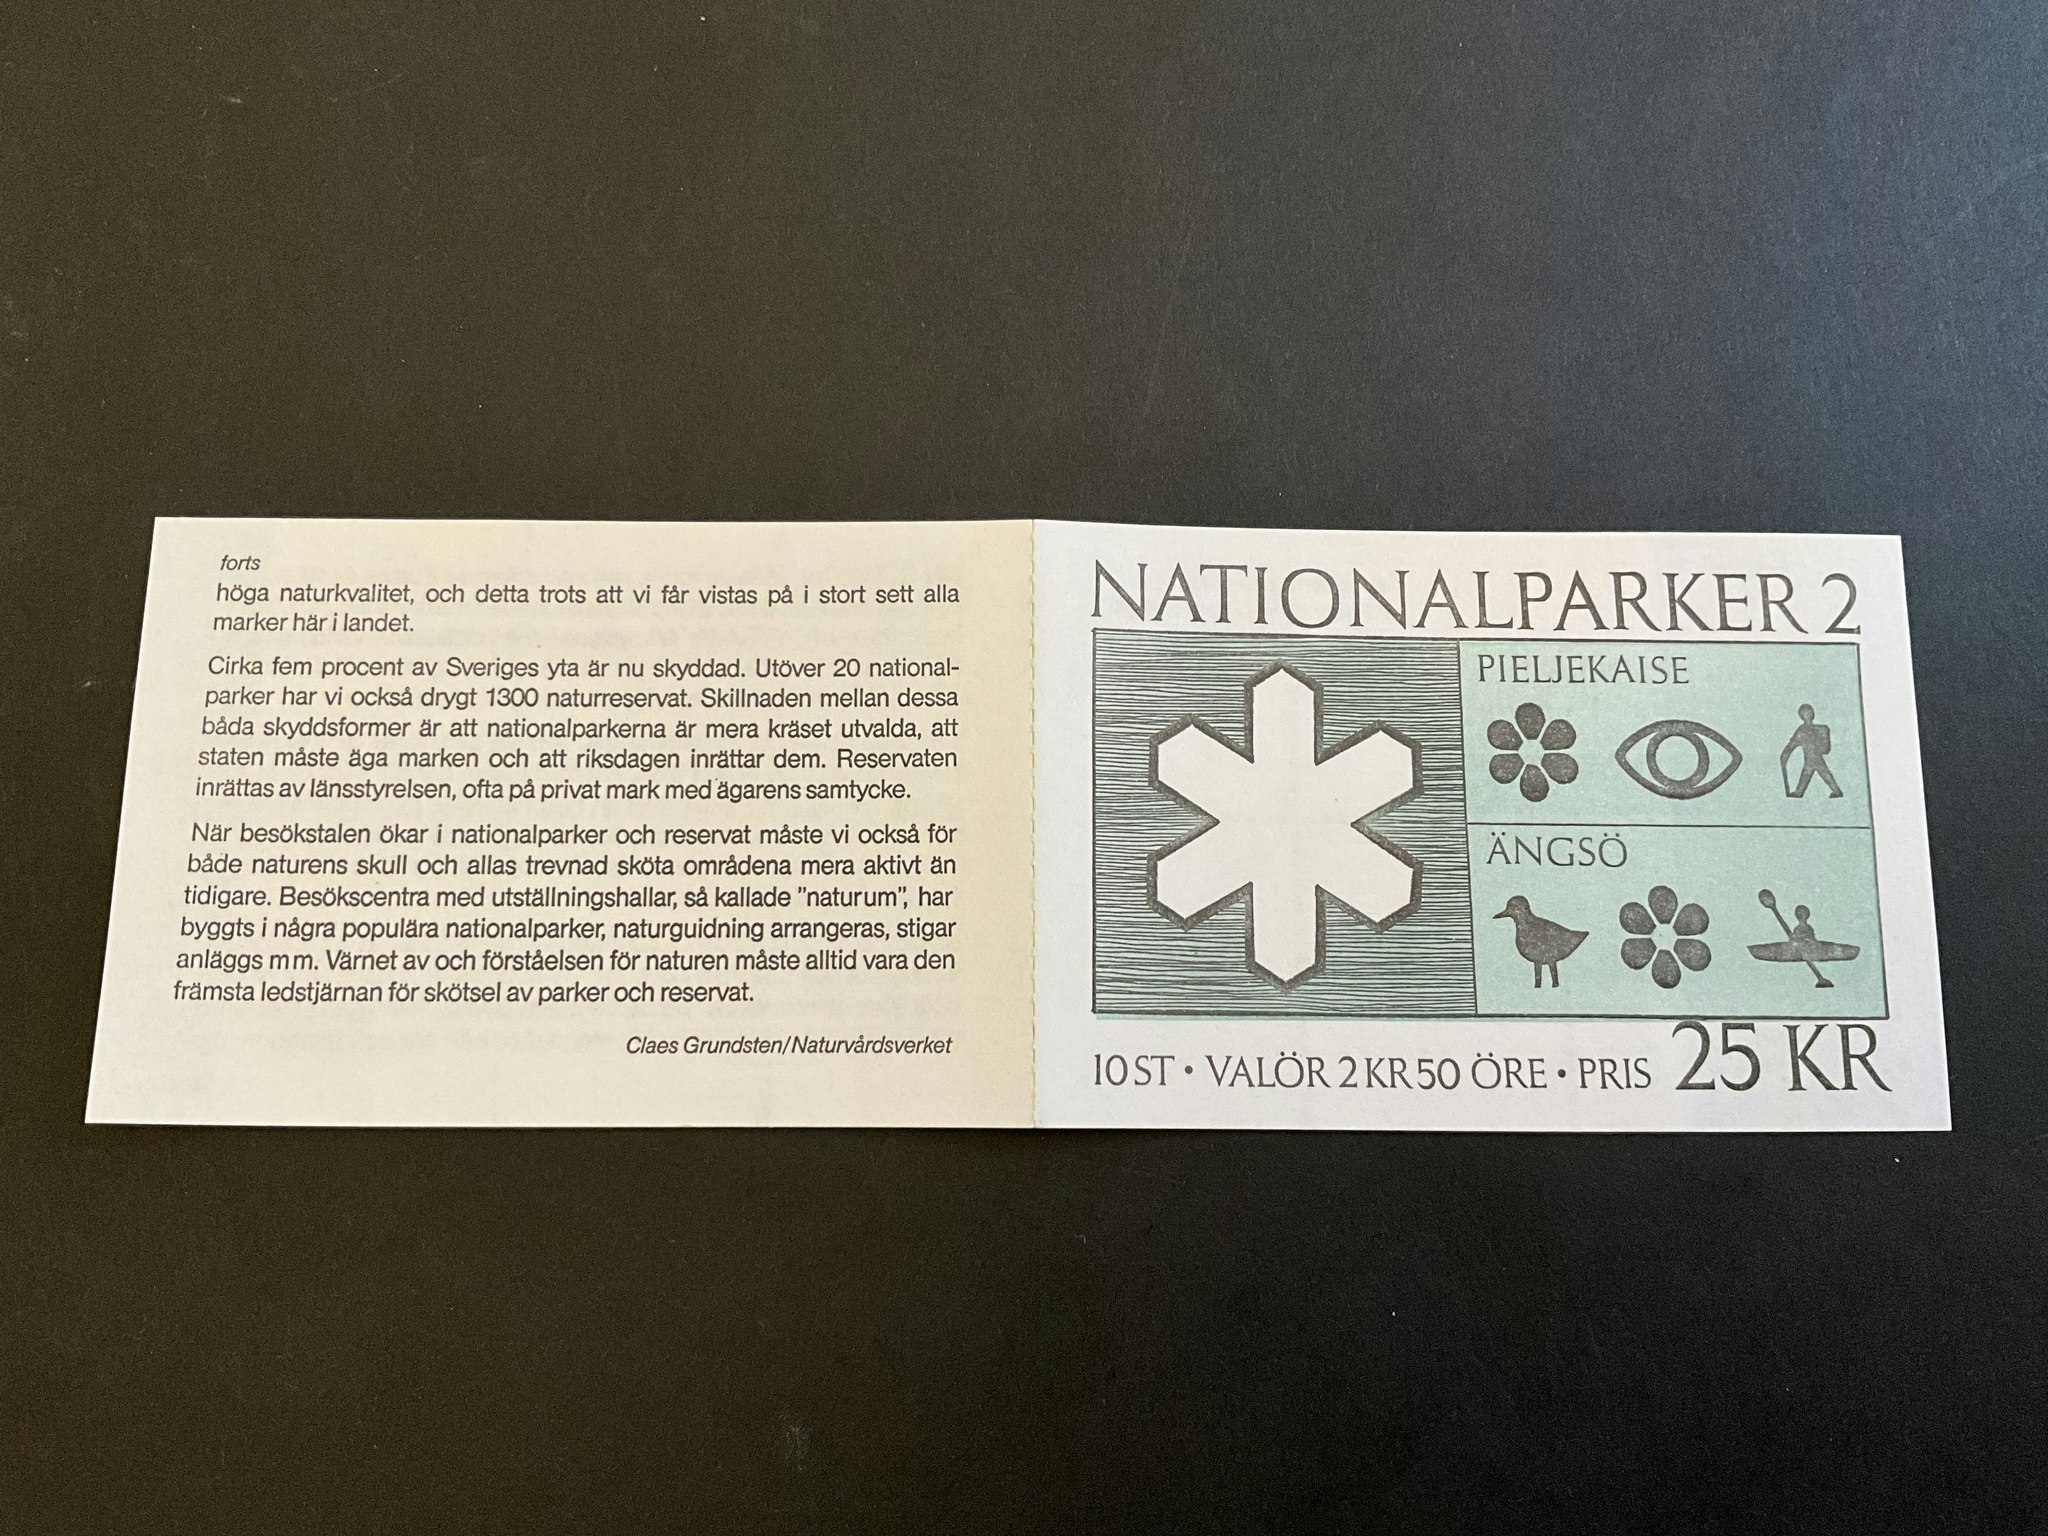 forts
höga naturkvalitet, och detta trots att vi får vistas på i stort sett alla
marker här i landet.
Cirka fem procent av Sveriges yta är nu skyddad. Utöver 20 national-
parker har vi också drygt 1300 naturreservat. Skillnaden mellan dessa
båda skyddsformer är att nationalparkerna är mera kräset utvalda, att
staten måste äga marken och att riksdagen inrättar dem. Reservaten
inrättas av länsstyrelsen, ofta på privat mark med ägarens samtycke.
När besökstalen ökar i nationalparker och reservat måste vi också för
både naturens skull och allas trevnad sköta områdena mera aktivt än
tidigare. Besökscentra med utställningshallar, så kallade "naturum", har
byggts i några populära nationalparker, naturguidning arrangeras, stigar
anläggs mm. Värnet av och förståelsen för naturen måste alltid vara den
främsta ledstjärnan för skötsel av parker och reservat.
Claes Grundsten/Naturvårdsverket
NATIONALPARKER 2
PIELJEKAISE
ÄNGSÖ
10 ST • VALÖR 2 KR 50 ÖRE • PRIS 25 KR